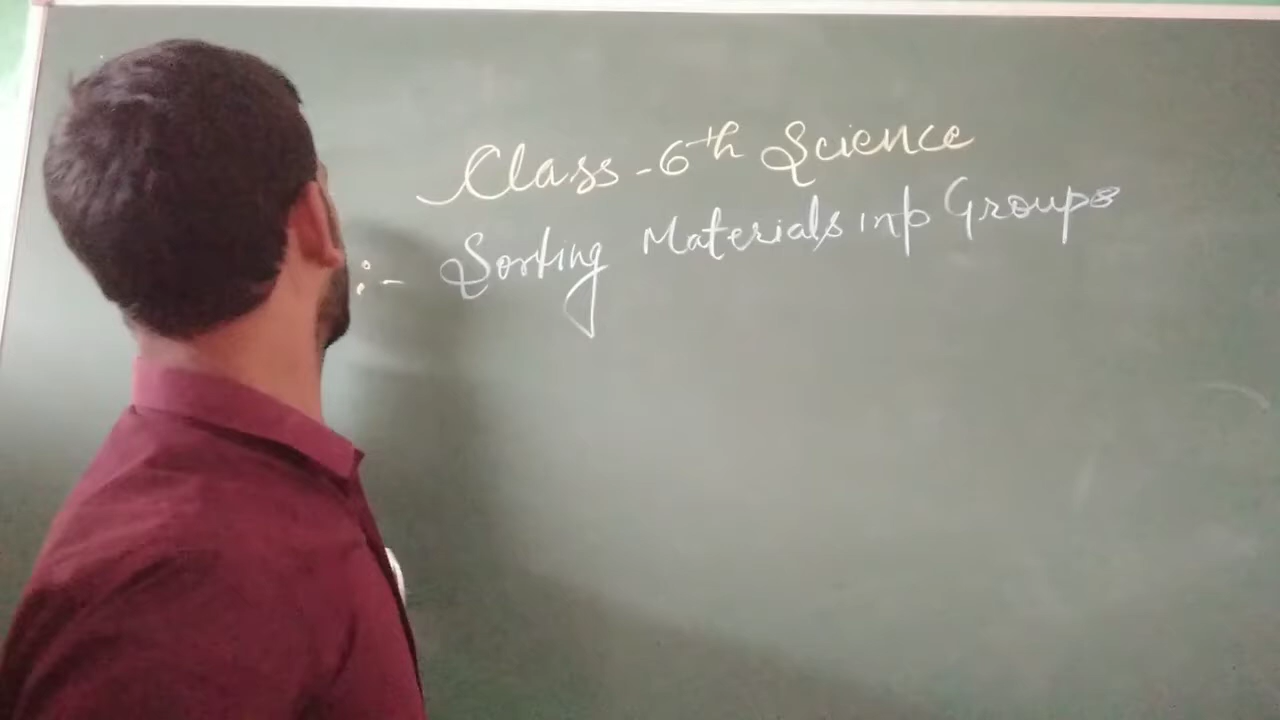 Class - 6th Science
:- Sorting Materials into Groups